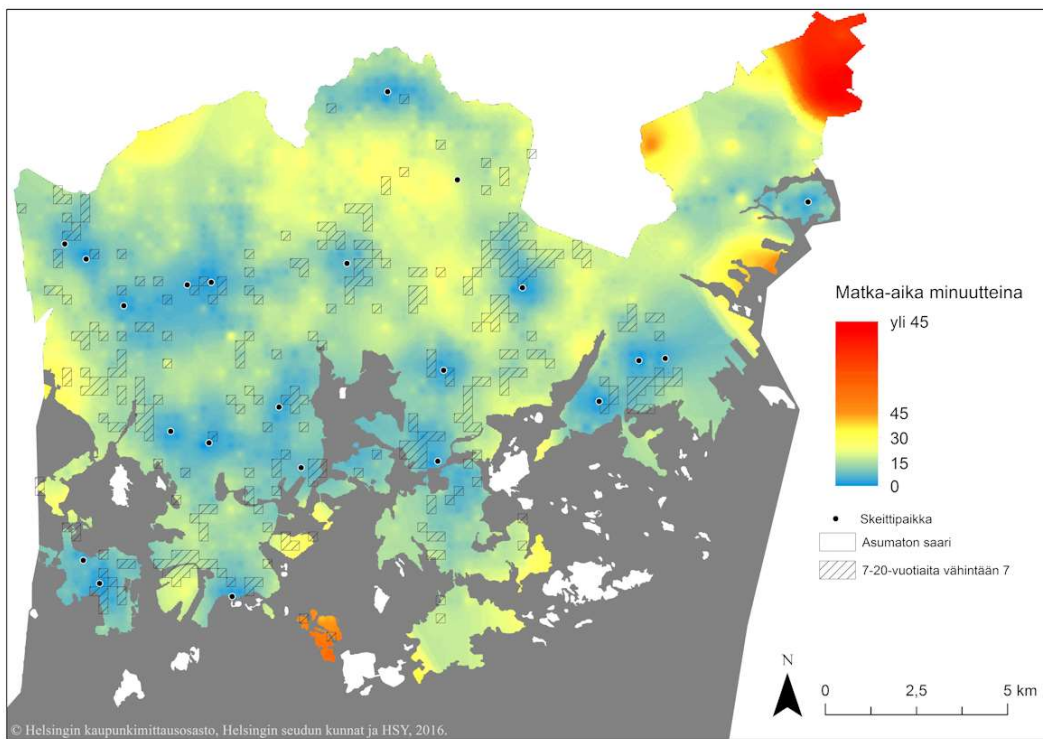 Matka-aika minuutteina
yli 45
45
30
15
0
Skeittipaikka
Asumaton saari
7-20-vuotiaita vähintään 7
N
0 2,5 5 km
© Helsingin kaupunkimittausosasto, Helsingin seudun kunnat ja HSY, 2016.